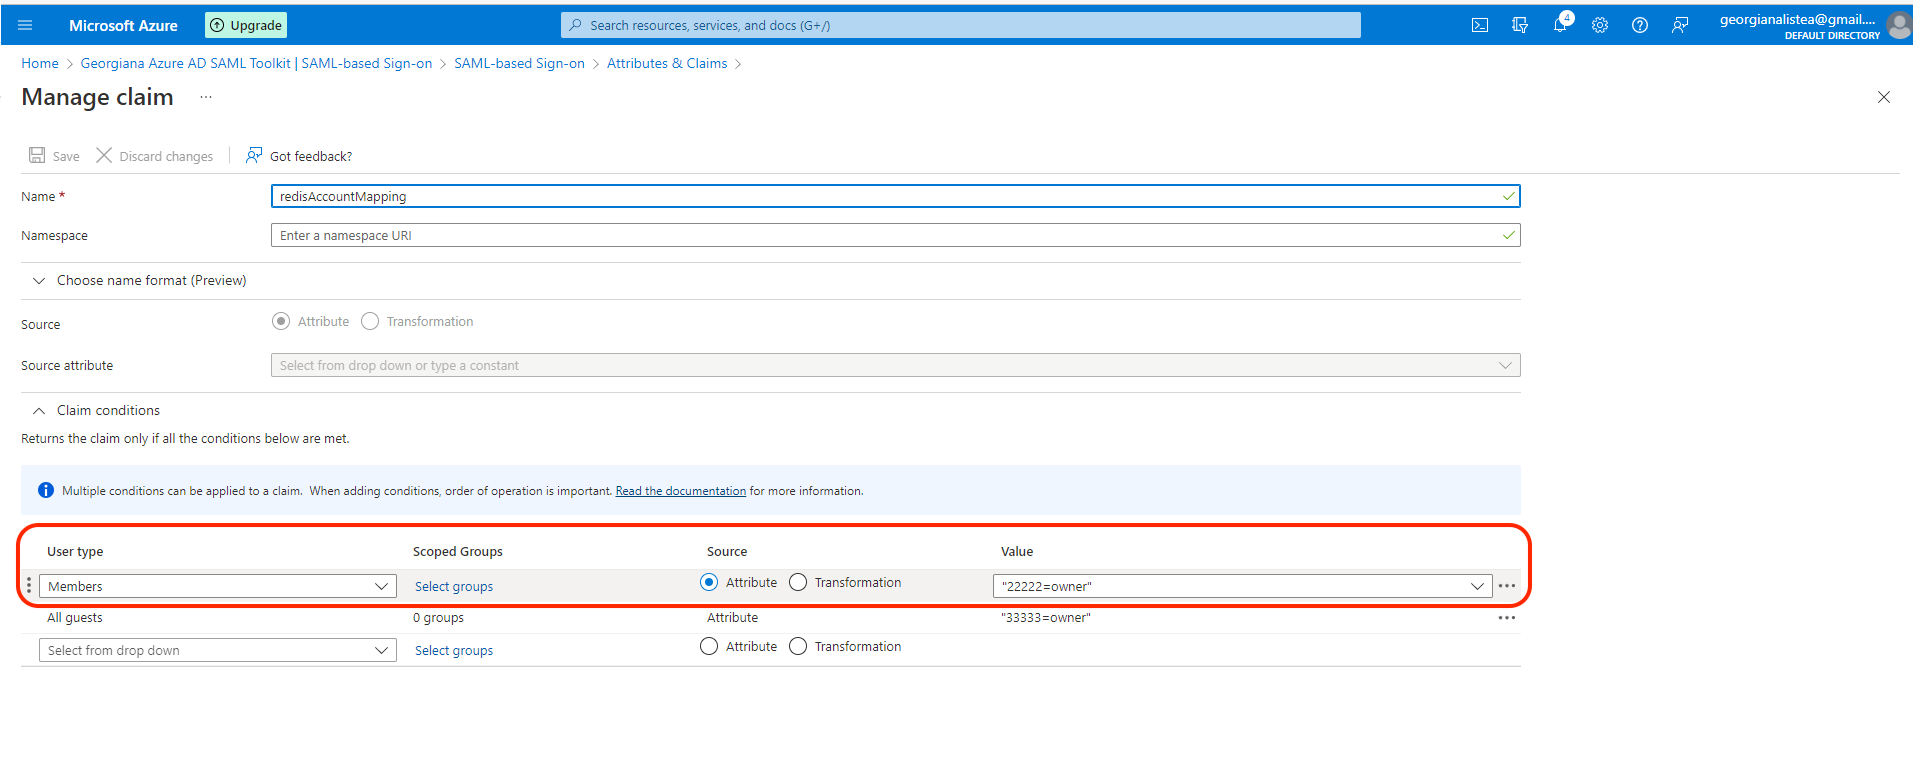 Microsoft Azure
Upgrade
Search resources, services, and docs (G+/)
4
georgianalistea@gmail....
DEFAULT DIRECTORY
Home > Georgiana Azure AD SAML Toolkit | SAML-based Sign-on > SAML-based Sign-on > Attributes & Claims >
Manage claim ...
Save Discard changes Got feedback?
Name * redisAccountMapping
Namespace Enter a namespace URI
Choose name format (Preview)
Source Attribute Transformation
Source attribute Select from drop down or type a constant
Claim conditions
Returns the claim only if all the conditions below are met.
Multiple conditions can be applied to a claim. When adding conditions, order of operation is important. Read the documentation for more information.
User type Scoped Groups Source Value
Members Select groups Attribute Transformation "22222=owner"
All guests 0 groups Attribute "33333=owner"
Select from drop down Select groups Attribute Transformation